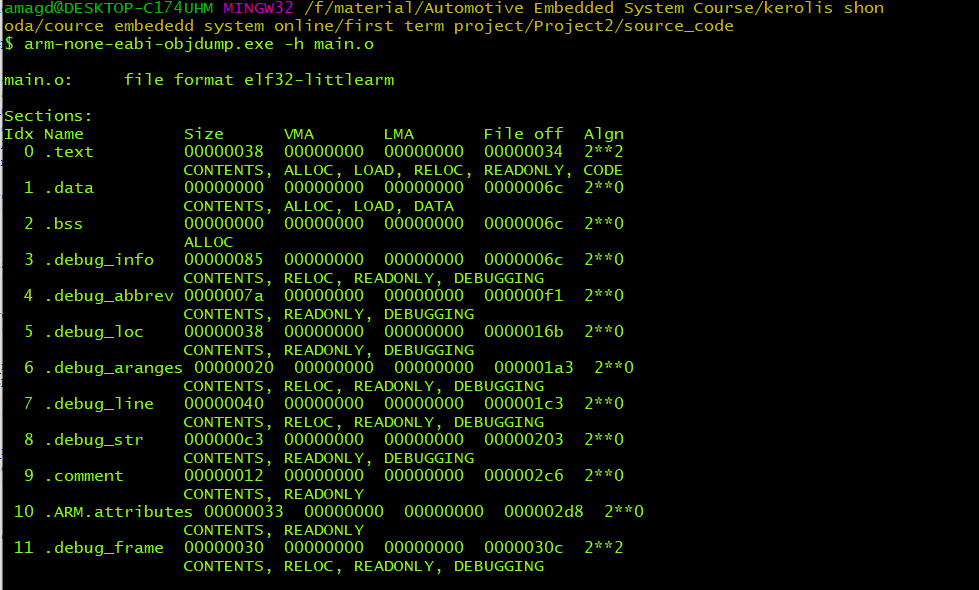 amagd@DESKTOP-C174UHM MINGW32 /f/material/Automotive Embedded System Course/kerolis shon
oda/cource embededd system online/first term project/Project2/source_code
$ arm-none-eabi-objdump.exe -h main.o
main.o:     file format elf32-littlearm
Sections:
Idx Name          Size      VMA       LMA       File off  Algn
  0 .text         00000038  00000000  00000000  00000034  2**2
                  CONTENTS, ALLOC, LOAD, RELOC, READONLY, CODE
  1 .data         00000000  00000000  00000000  0000006c  2**0
                  CONTENTS, ALLOC, LOAD, DATA
  2 .bss          00000000  00000000  00000000  0000006c  2**0
                  ALLOC
  3 .debug_info   00000085  00000000  00000000  0000006c  2**0
                  CONTENTS, RELOC, READONLY, DEBUGGING
  4 .debug_abbrev 0000007a  00000000  00000000  000000f1  2**0
                  CONTENTS, READONLY, DEBUGGING
  5 .debug_loc    00000038  00000000  00000000  0000016b  2**0
                  CONTENTS, READONLY, DEBUGGING
  6 .debug_aranges 00000020  00000000  00000000  000001a3  2**0
                  CONTENTS, RELOC, READONLY, DEBUGGING
  7 .debug_line   00000040  00000000  00000000  000001c3  2**0
                  CONTENTS, RELOC, READONLY, DEBUGGING
  8 .debug_str    000000c3  00000000  00000000  00000203  2**0
                  CONTENTS, READONLY, DEBUGGING
  9 .comment      00000012  00000000  00000000  000002c6  2**0
                  CONTENTS, READONLY
 10 .ARM.attributes 00000033  00000000  00000000  000002d8  2**0
                  CONTENTS, READONLY
 11 .debug_frame  00000030  00000000  00000000  0000030c  2**2
                  CONTENTS, RELOC, READONLY, DEBUGGING